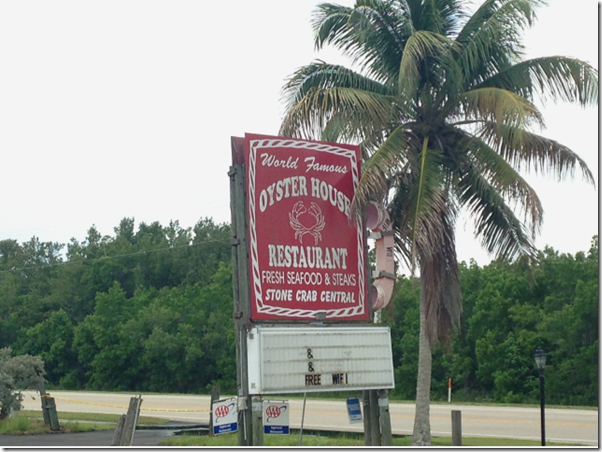 World Famous
OYSTER HOUSE
RESTAURANT
FRESH SEAFOOD & STEAKS
STONE CRAB CENTRAL
&
&
FREE WIFI
AAA
AAA